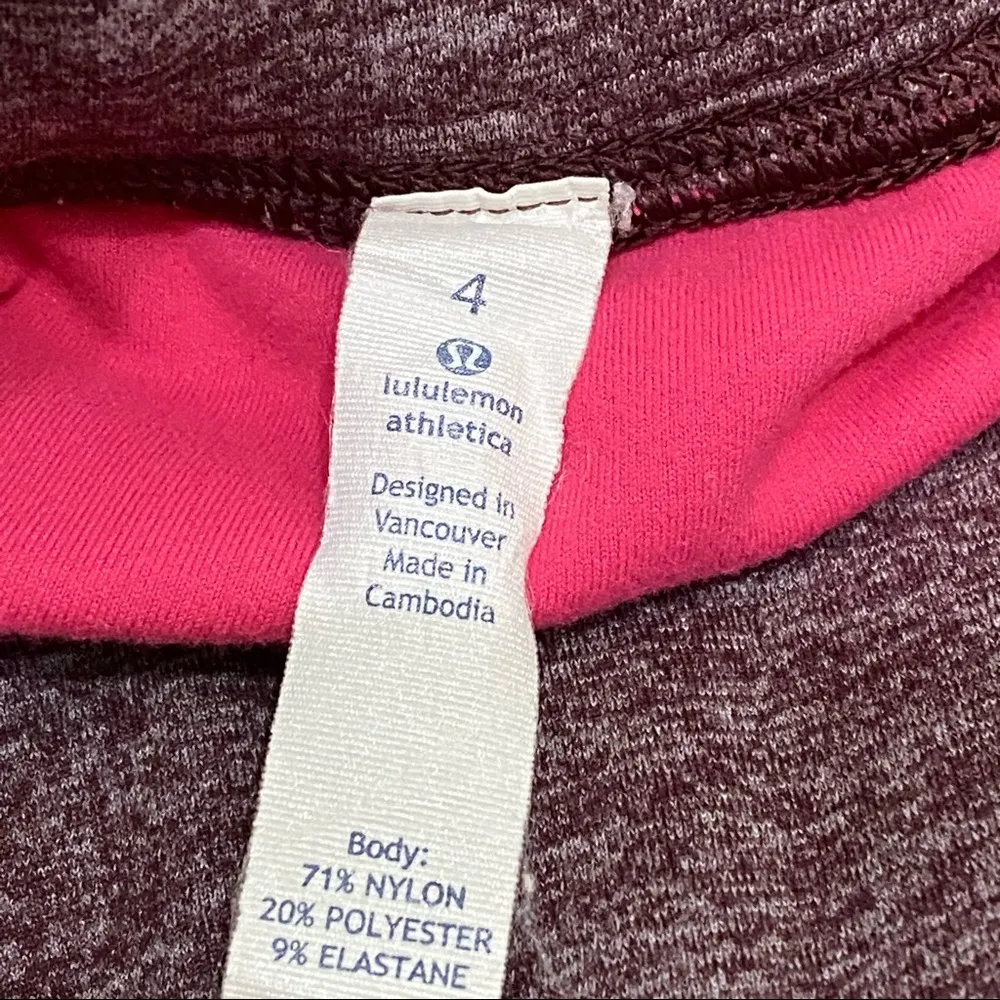 4
lululemon
athletica
Designed in
Vancouver
Made in
Cambodia
Body:
71% NYLON
20% POLYESTER
9% ELASTANE